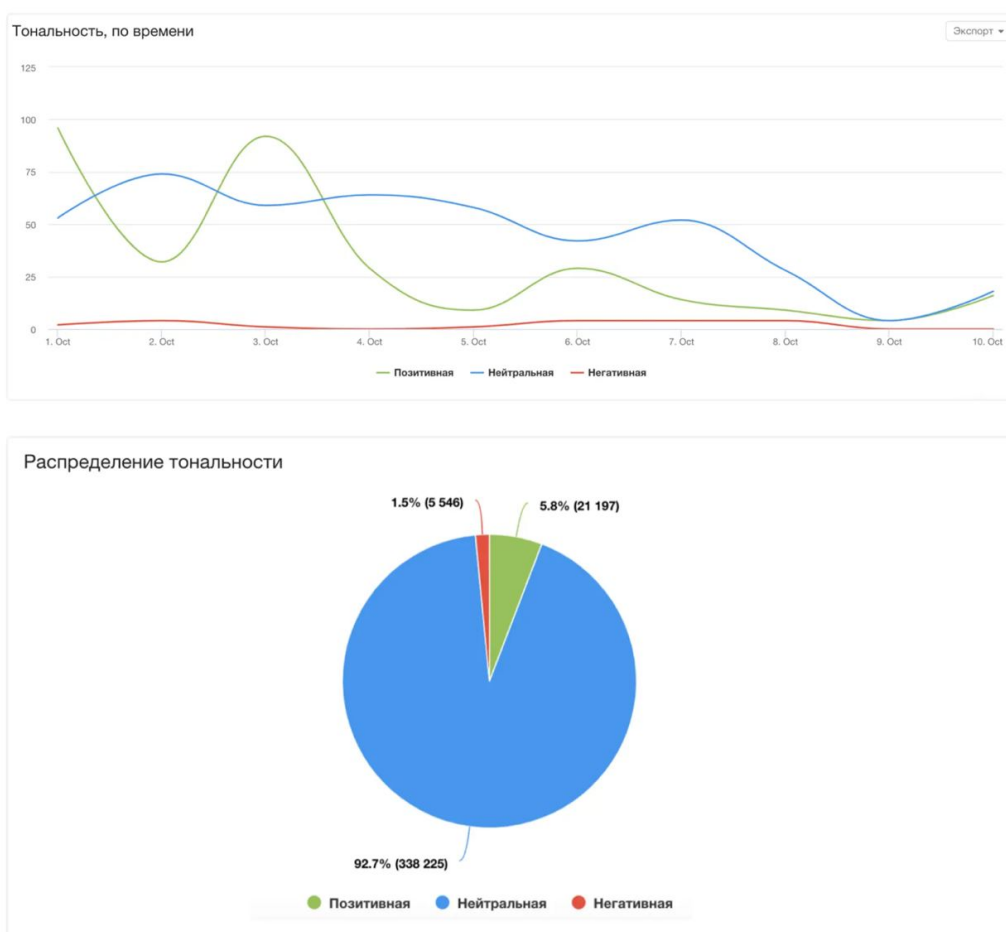 Тональность, по времени
Экспорт
125
100
75
50
25
0
1. Oct 2. Oct 3. Oct 4. Oct 5. Oct 6. Oct 7. Oct 8. Oct 9. Oct 10. Oct
Позитивная Нейтральная Негативная
Распределение тональности
1.5% (5 546) 5.8% (21 197)
92.7% (338 225)
Позитивная Нейтральная Негативная